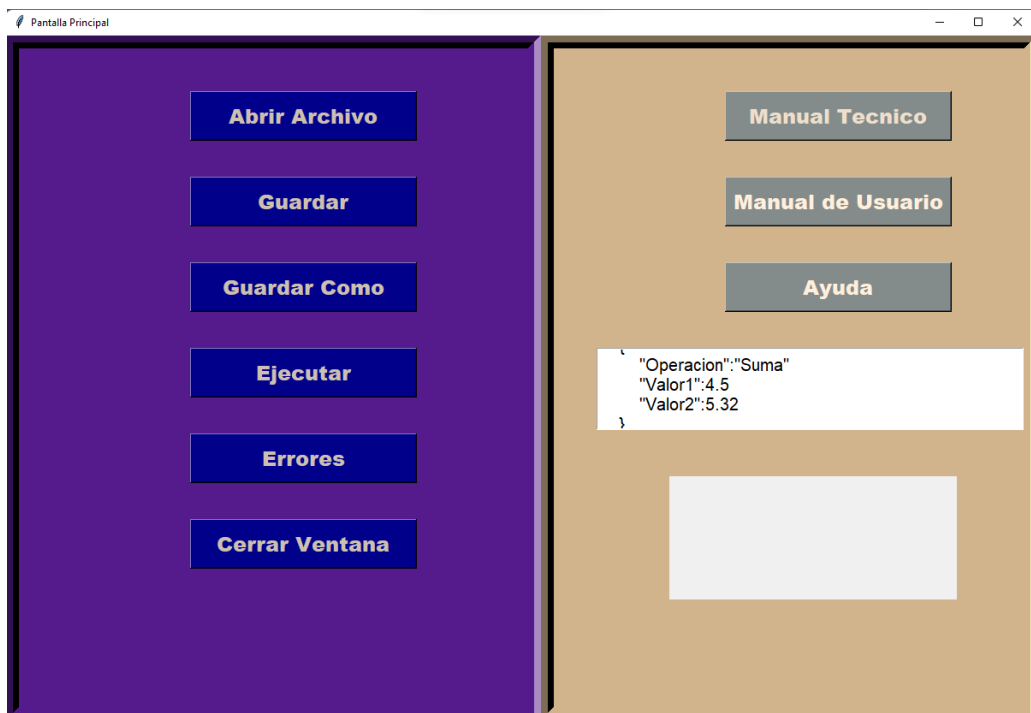 Pantalla Principal
Abrir Archivo
Guardar
Guardar Como
Ejecutar
Errores
Cerrar Ventana
Manual Tecnico
Manual de Usuario
Ayuda
{
"Operacion":"Suma"
"Valor1":4.5
"Valor2":5.32
}